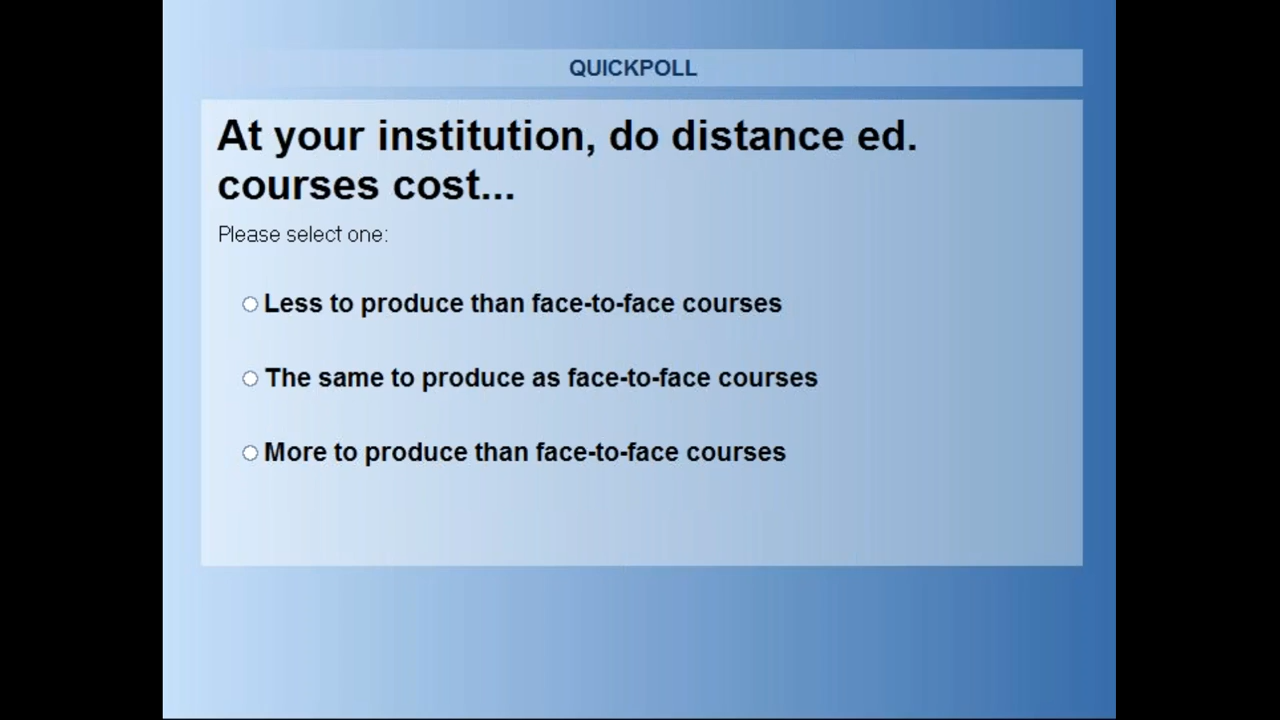 QUICKPOLL
At your institution, do distance ed.
courses cost...
Please select one:
Less to produce than face-to-face courses
The same to produce as face-to-face courses
More to produce than face-to-face courses